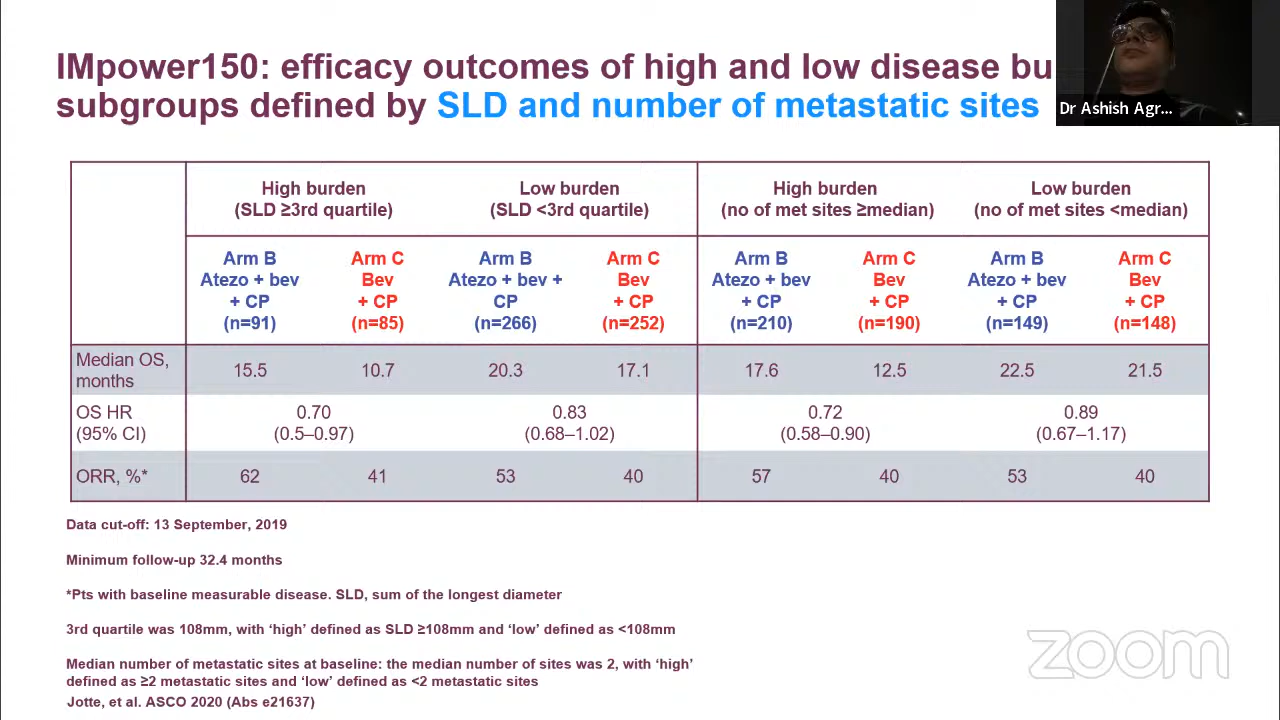 IMpower150: efficacy outcomes of high and low disease bu
subgroups defined by SLD and number of metastatic sites
Dr Ashish Agr...
High burden
(SLD ≥3rd quartile)
Low burden
(SLD <3rd quartile)
High burden
(no of met sites ≥median)
Low burden
(no of met sites <median)
Arm B
Atezo + bev
+ CP
(n=91)
Arm C
Bev
+ CP
(n=85)
Arm B
Atezo + bev +
CP
(n=266)
Arm C
Bev
+ CP
(n=252)
Arm B
Atezo + bev
+ CP
(n=210)
Arm C
Bev
+ CP
(n=190)
Arm B
Atezo + bev
+ CP
(n=149)
Arm C
Bev
+ CP
(n=148)
Median OS,
months
15.5 10.7 20.3 17.1 17.6 12.5 22.5 21.5
OS HR
(95% CI)
0.70
(0.5–0.97)
0.83
(0.68–1.02)
0.72
(0.58–0.90)
0.89
(0.67–1.17)
ORR, %* 62 41 53 40 57 40 53 40
Data cut-off: 13 September, 2019
Minimum follow-up 32.4 months
*Pts with baseline measurable disease. SLD, sum of the longest diameter
3rd quartile was 108mm, with ‘high’ defined as SLD ≥108mm and ‘low’ defined as <108mm
Median number of metastatic sites at baseline: the median number of sites was 2, with ‘high’
defined as ≥2 metastatic sites and ‘low’ defined as <2 metastatic sites
Jotte, et al. ASCO 2020 (Abs e21637)
zoom